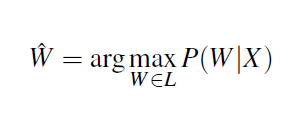 Ŵ = arg max P(W|X)
W∈L